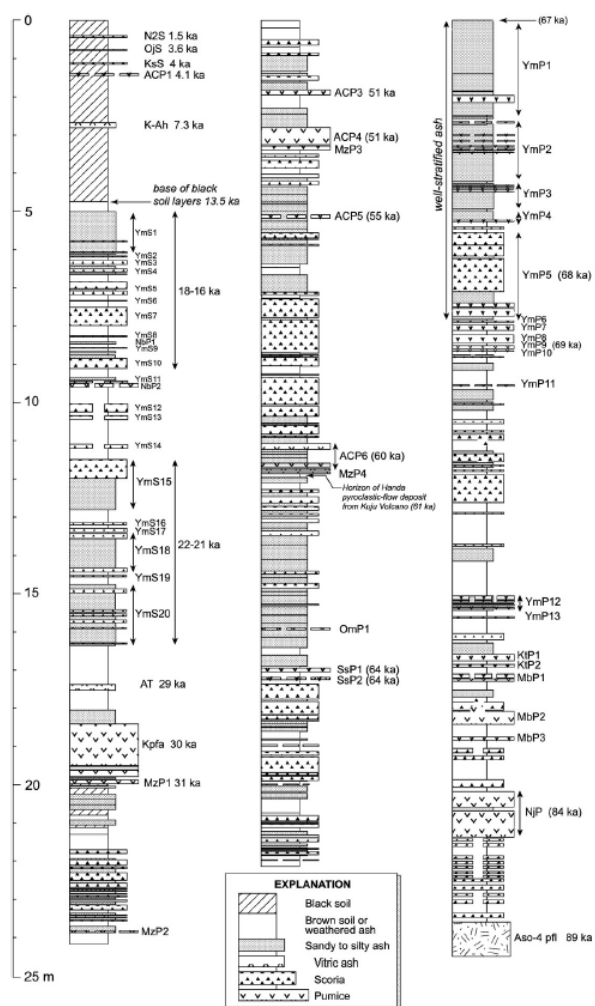 0
5
10
15
20
25 m
N2S 1.5 ka
OjS 3.6 ka
KsS 4 ka
ACP1 4.1 ka
K-Ah 7.3 ka
base of black
soil layers 13.5 ka
YmS1
YmS2
YmS3
YmS4
YmS5
YmS6
YmS7
18-16 ka
YmS8
NbP1
YmS9
YmS10
YmS11
NbP2
YmS12
YmS13
YmS14
YmS15
YmS16
YmS17
22-21 ka
YmS18
YmS19
YmS20
AT 29 ka
Kpfa 30 ka
MzP1 31 ka
MzP2
ACP3 51 ka
ACP4 (51 ka)
MzP3
ACP5 (55 ka)
ACP6 (60 ka)
MzP4
Horizon of Handa
pyroclastic-flow deposit
from Kuju Volcano (61 ka)
OmP1
SsP1 (64 ka)
SsP2 (64 ka)
well-stratified ash
(67 ka)
YmP1
YmP2
YmP3
YmP4
YmP5 (68 ka)
YmP6
YmP7
YmP8
YmP9 (69 ka)
YmP10
YmP11
YmP12
YmP13
KtP1
KtP2
MbP1
MbP2
MbP3
NjP (84 ka)
Aso-4 pfl 89 ka
EXPLANATION
Black soil
Brown soil or
weathered ash
Sandy to silty ash
Vitric ash
Scoria
Pumice